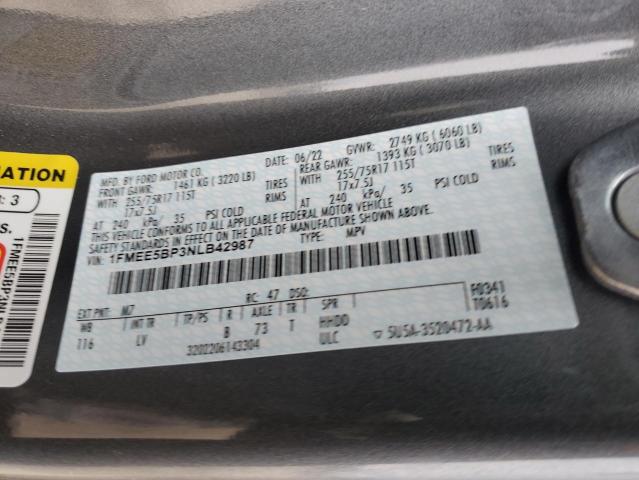 MFD. BY FORD MOTOR CO.
DATE: 06/22 GVWR: 2749 KG ( 6060 LB)
FRONT GAWR: 1461 KG ( 3220 LB) REAR GAWR: 1393 KG ( 3070 LB)
WITH 255/75R17 115T TIRES WITH 255/75R17 115T TIRES
17x7.5J RIMS 17x7.5J RIMS
AT 240 kPa/ 35 PSI COLD AT 240 kPa/ 35 PSI COLD
THIS VEHICLE CONFORMS TO ALL APPLICABLE FEDERAL MOTOR VEHICLE
SAFETY STANDARDS IN EFFECT ON THE DATE OF MANUFACTURE SHOWN ABOVE.
VIN: 1FMEE5BP3NLB42987
TYPE: MPV
EXT PNT: M7 RC: 47 DSO: F0341
WB INT TR TP/PS R AXLE TR SPR T0616
116 LV B 73 T HHDD
3202206143304 ULC 5U5A-3520472-AA
MATION
: 3
S.
1FMEE5BP3NLB